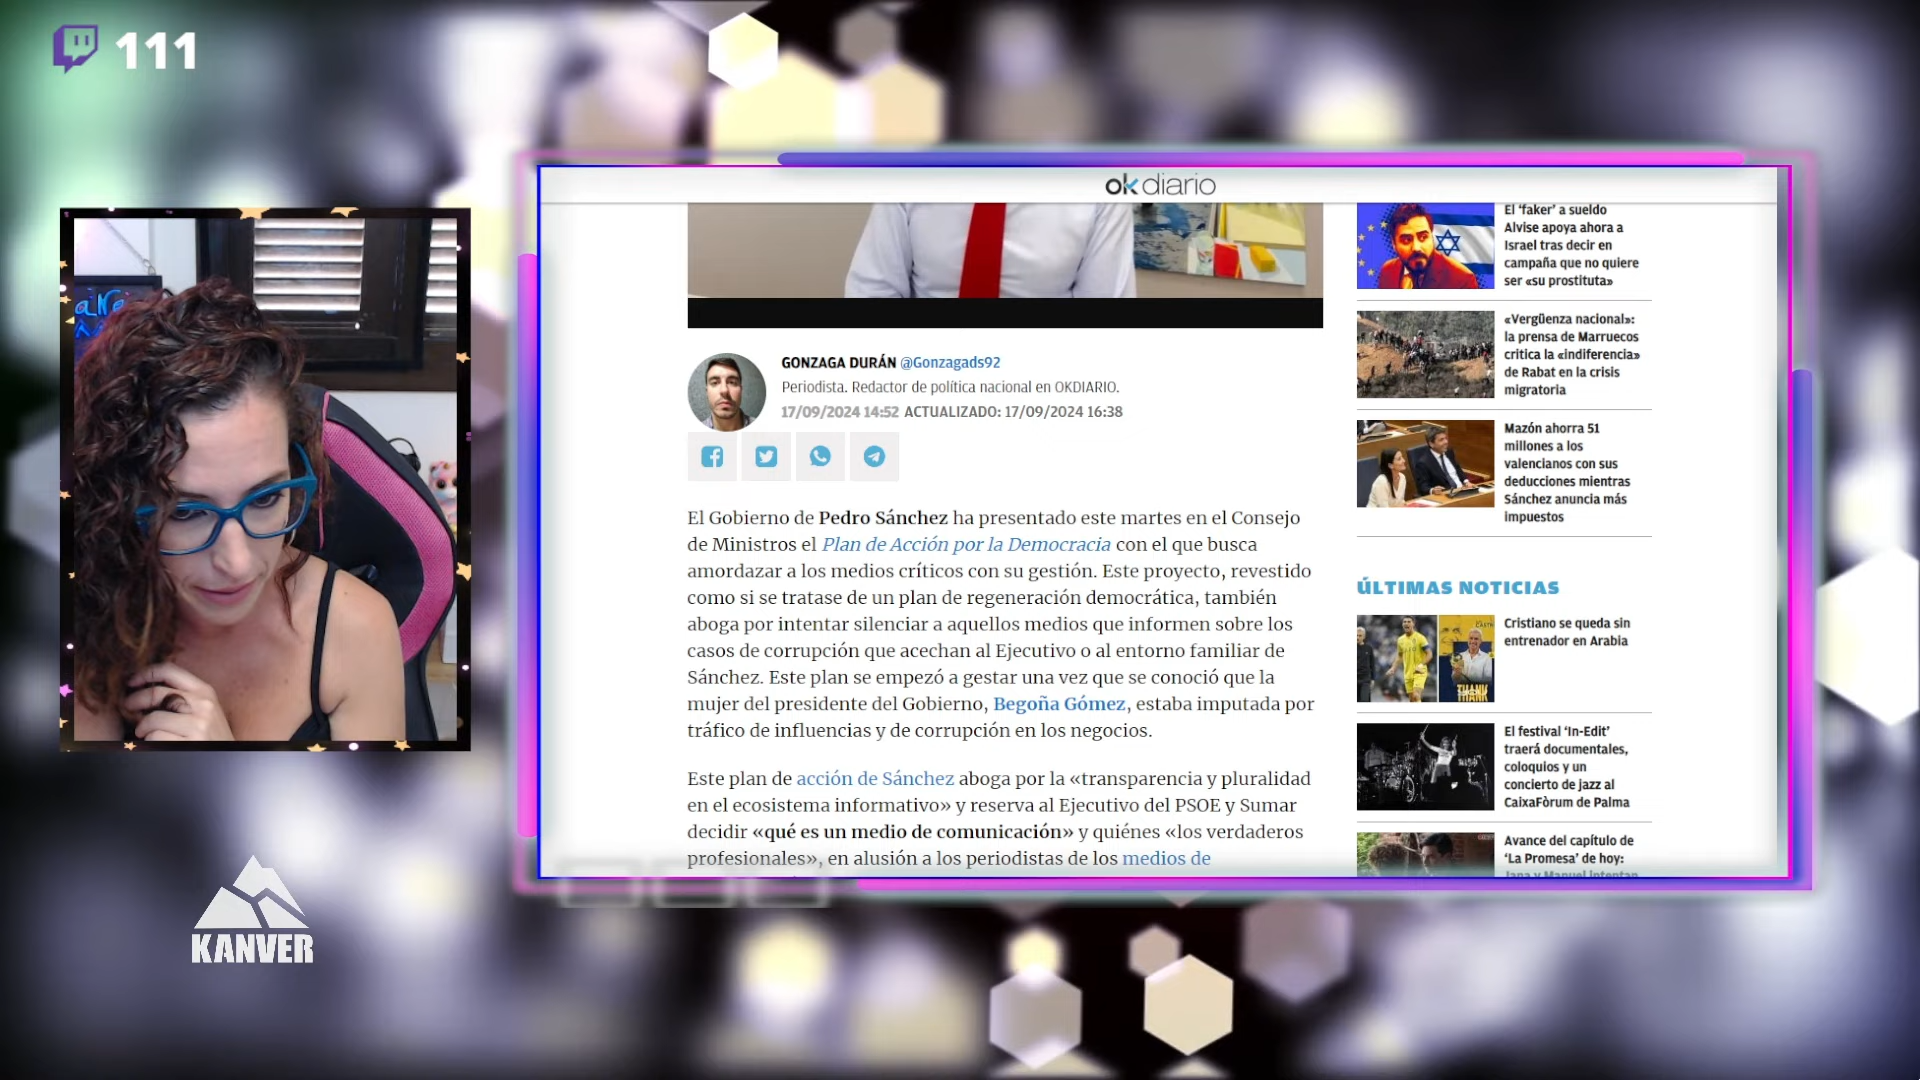 111
okdiario
GONZAGA DURÁN @Gonzagads92
Periodista. Redactor de política nacional en OKDIARIO.
17/09/2024 14:52 ACTUALIZADO: 17/09/2024 16:38
El Gobierno de Pedro Sánchez ha presentado este martes en el Consejo
de Ministros el Plan de Acción por la Democracia con el que busca
amordazar a los medios críticos con su gestión. Este proyecto, revestido
como si se tratase de un plan de regeneración democrática, también
aboga por intentar silenciar a aquellos medios que informen sobre los
casos de corrupción que acechan al Ejecutivo o al entorno familiar de
Sánchez. Este plan se empezó a gestar una vez que se conoció que la
mujer del presidente del Gobierno, Begoña Gómez, estaba imputada por
tráfico de influencias y de corrupción en los negocios.
Este plan de acción de Sánchez aboga por la «transparencia y pluralidad
en el ecosistema informativo» y reserva al Ejecutivo del PSOE y Sumar
decidir «qué es un medio de comunicación» y quiénes «los verdaderos
profesionales», en alusión a los periodistas de los medios de
El 'faker' a sueldo
Alvise apoya ahora a
Israel tras decir en
campaña que no quiere
ser «su prostituta»
«Vergüenza nacional»:
la prensa de Marruecos
critica la «indiferencia»
de Rabat en la crisis
migratoria
Mazón ahorra 51
millones a los
valencianos con sus
deducciones mientras
Sánchez anuncia más
impuestos
ÚLTIMAS NOTICIAS
Cristiano se queda sin
entrenador en Arabia
THANK
El festival 'In-Edit'
traerá documentales,
coloquios y un
concierto de jazz al
CaixaFòrum de Palma
Avance del capítulo de
'La Promesa' de hoy:
Jana y Manuel intentan
KANVER